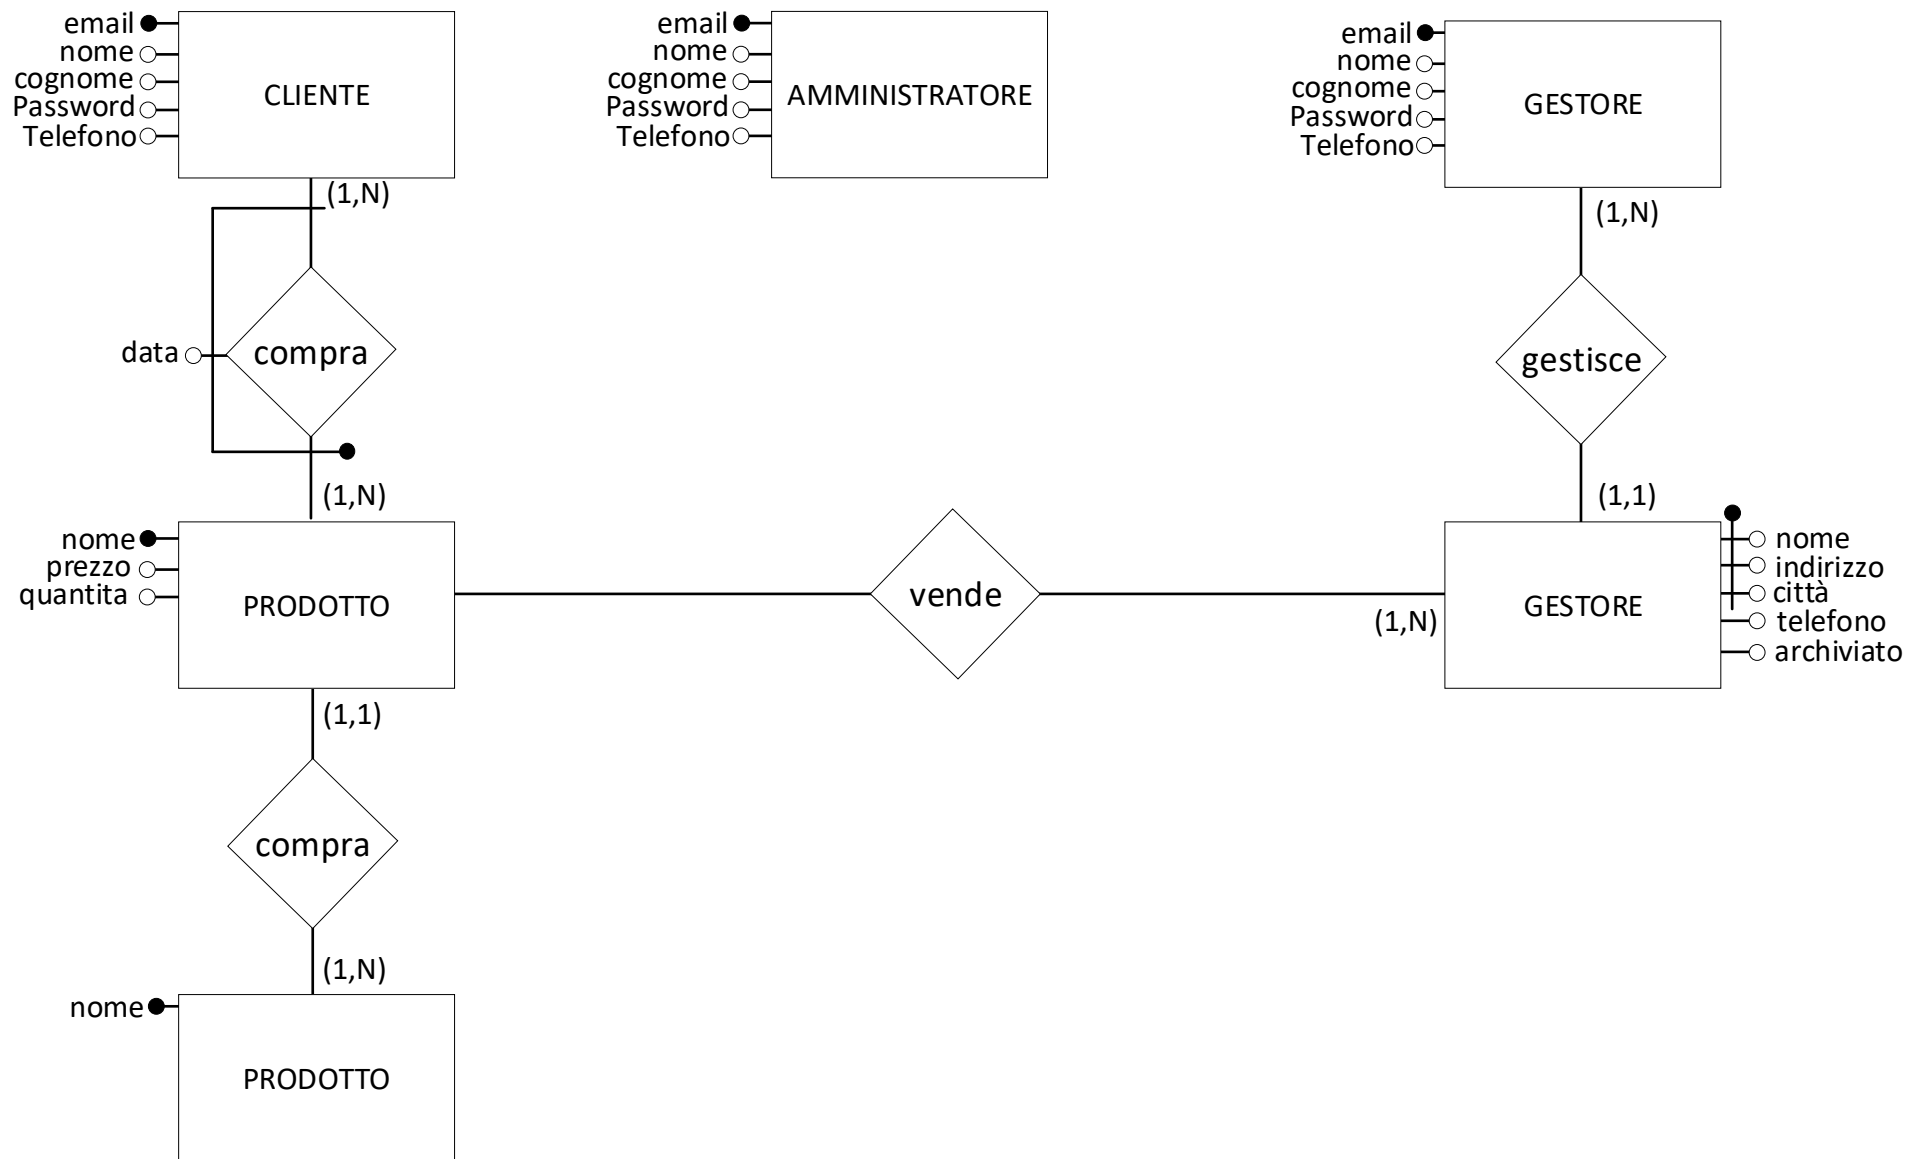 email
nome
cognome
Password
Telefono
CLIENTE
email
nome
cognome
Password
Telefono
AMMINISTRATORE
email
nome
cognome
Password
Telefono
GESTORE
(1,N)
(1,N)
data
compra
gestisce
(1,N)
(1,1)
nome
prezzo
quantita
PRODOTTO
vende
(1,N)
GESTORE
nome
indirizzo
città
telefono
archiviato
(1,1)
compra
(1,N)
nome
PRODOTTO